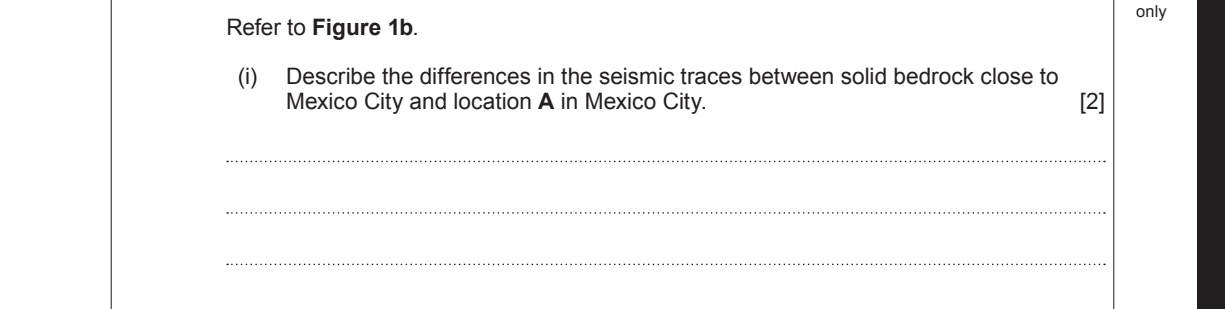 only
Refer to Figure 1b.
(i) Describe the differences in the seismic traces between solid bedrock close to
Mexico City and location A in Mexico City. [2]